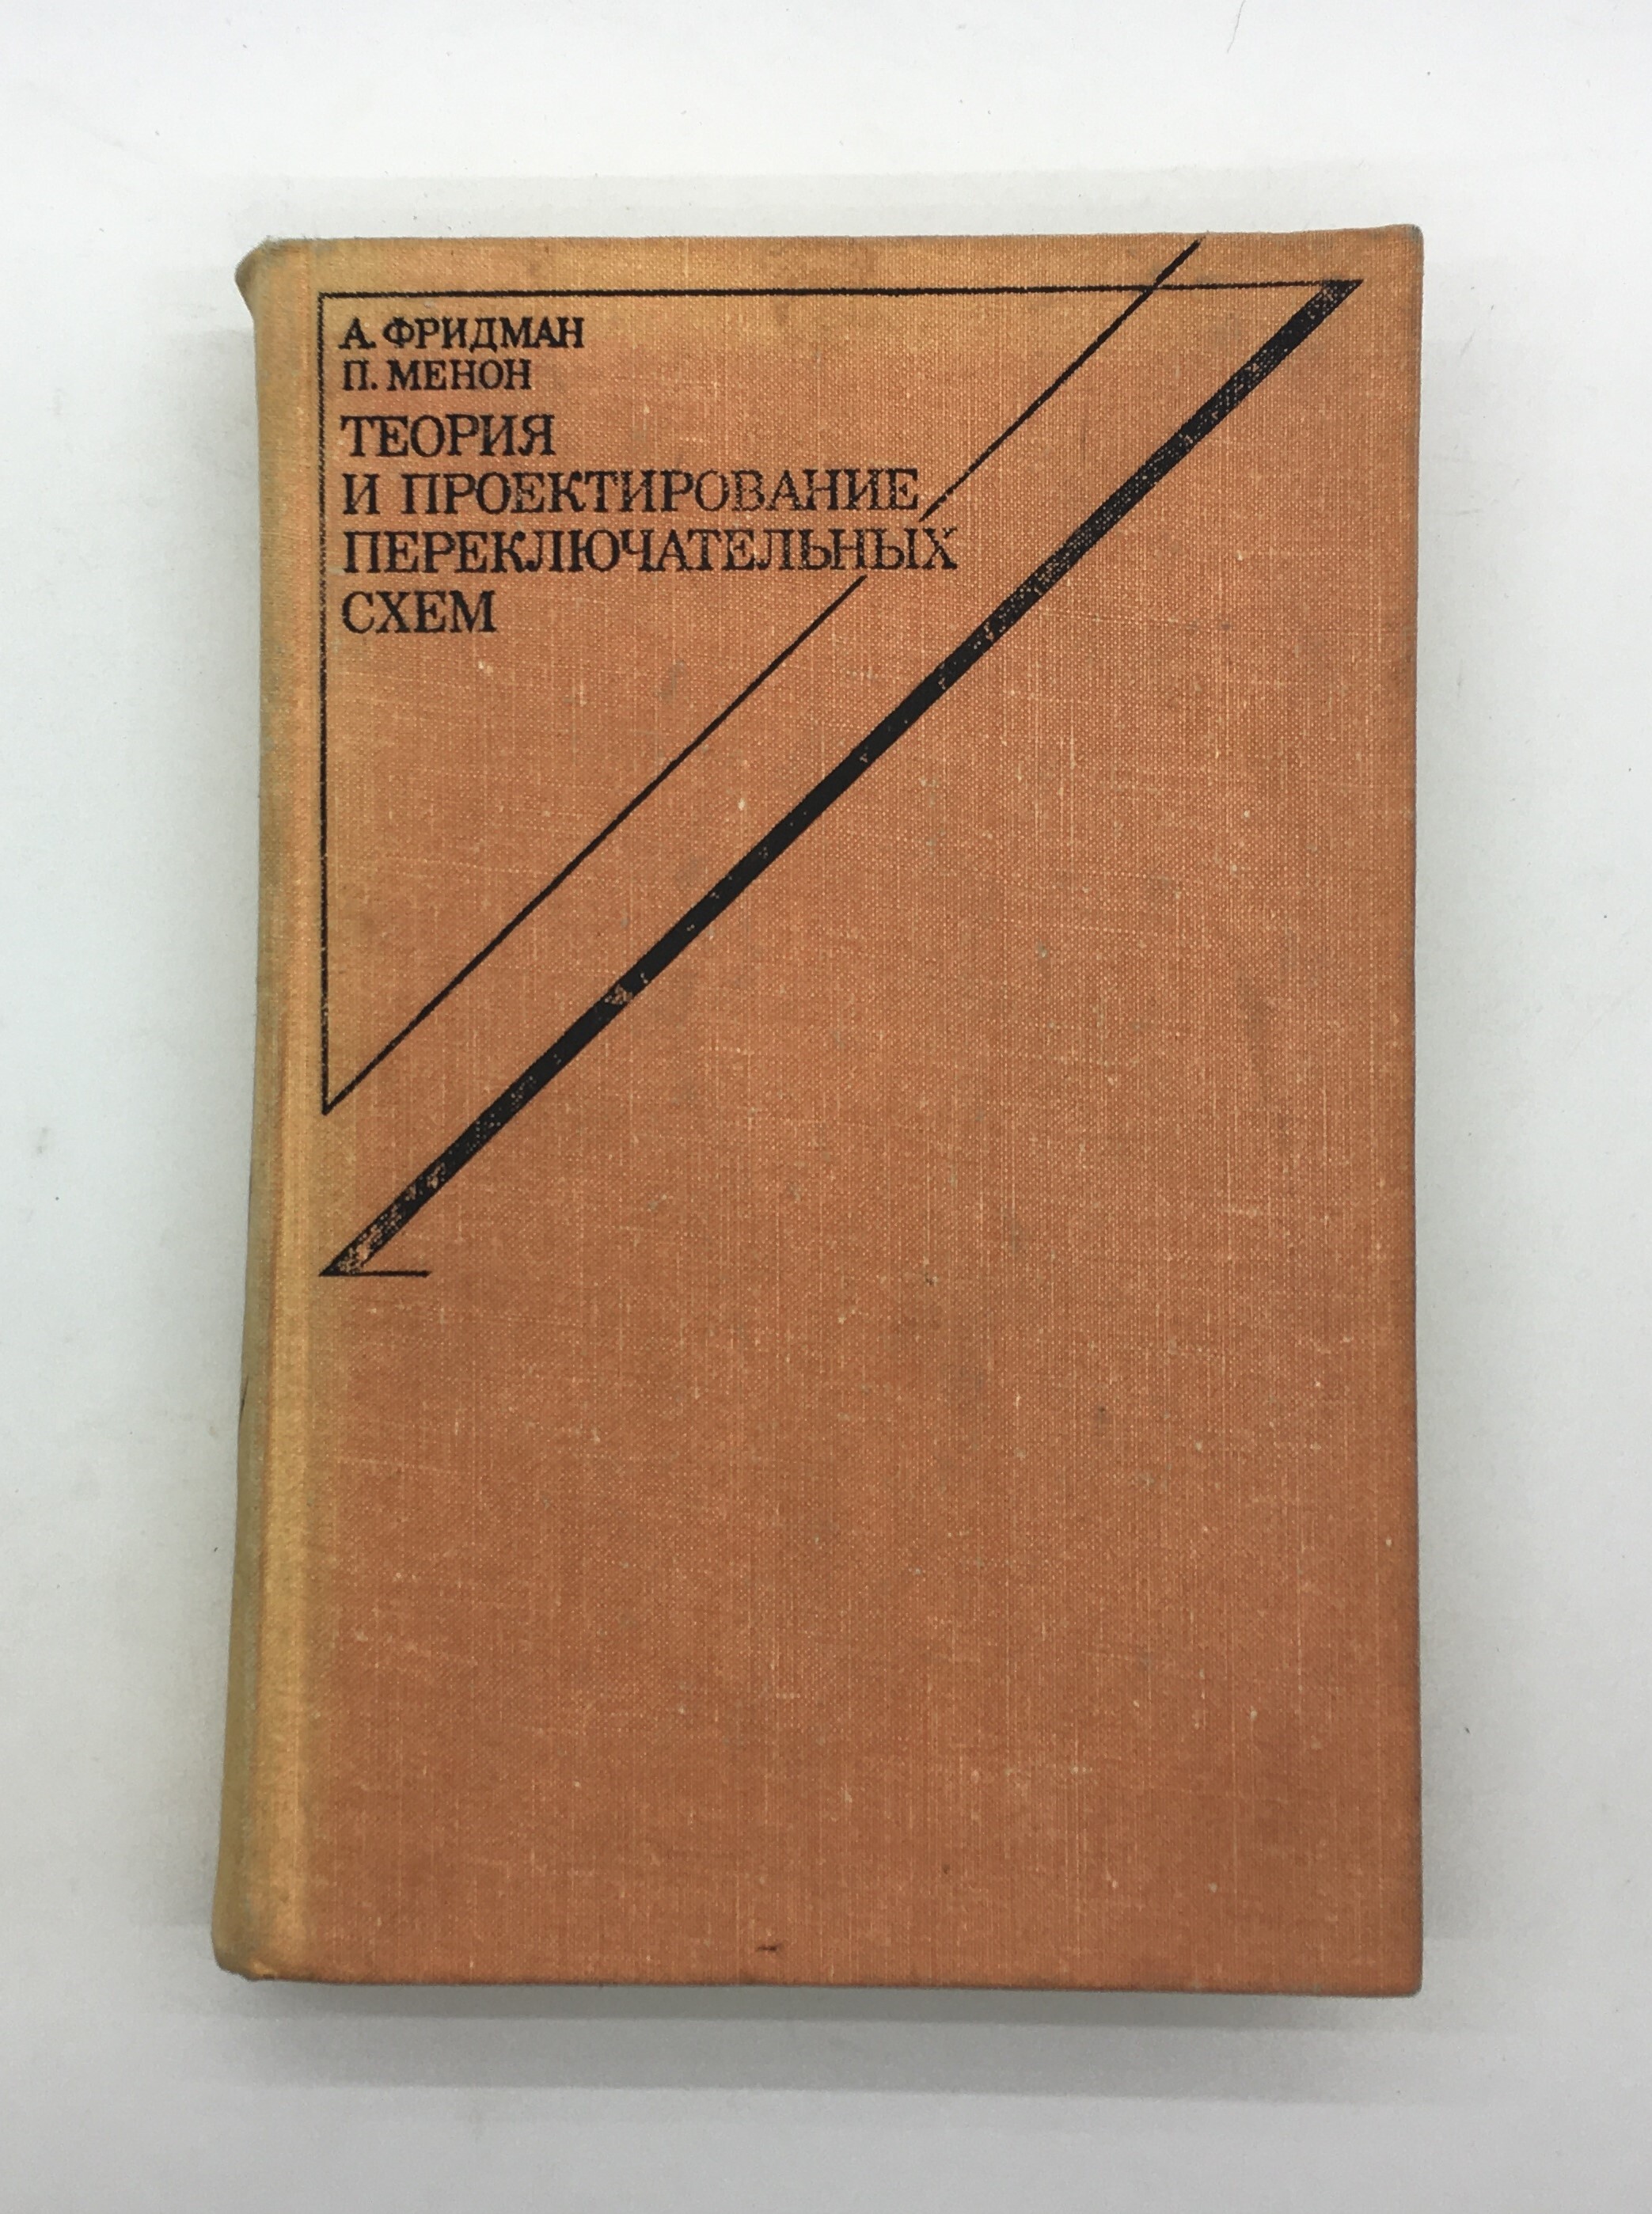 А. ФРИДМАН
П. МЕНОН
ТЕОРИЯ
И ПРОЕКТИРОВАНИЕ
ПЕРЕКЛЮЧАТЕЛЬНЫХ
СХЕМ